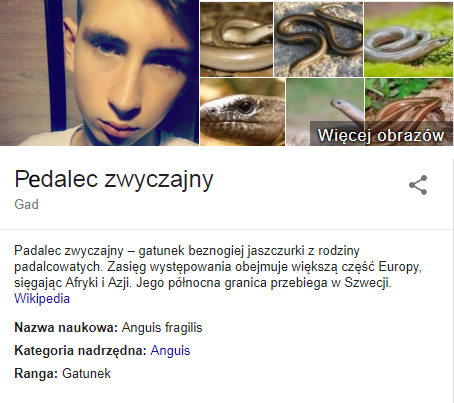 Więcej obrazów
Pedalec zwyczajny
Gad
Padalec zwyczajny – gatunek beznogiej jaszczurki z rodziny
padalcowatych. Zasięg występowania obejmuje większą część Europy,
sięgając Afryki i Azji. Jego północna granica przebiega w Szwecji.
Wikipedia
Nazwa naukowa: Anguis fragilis
Kategoria nadrzędna: Anguis
Ranga: Gatunek